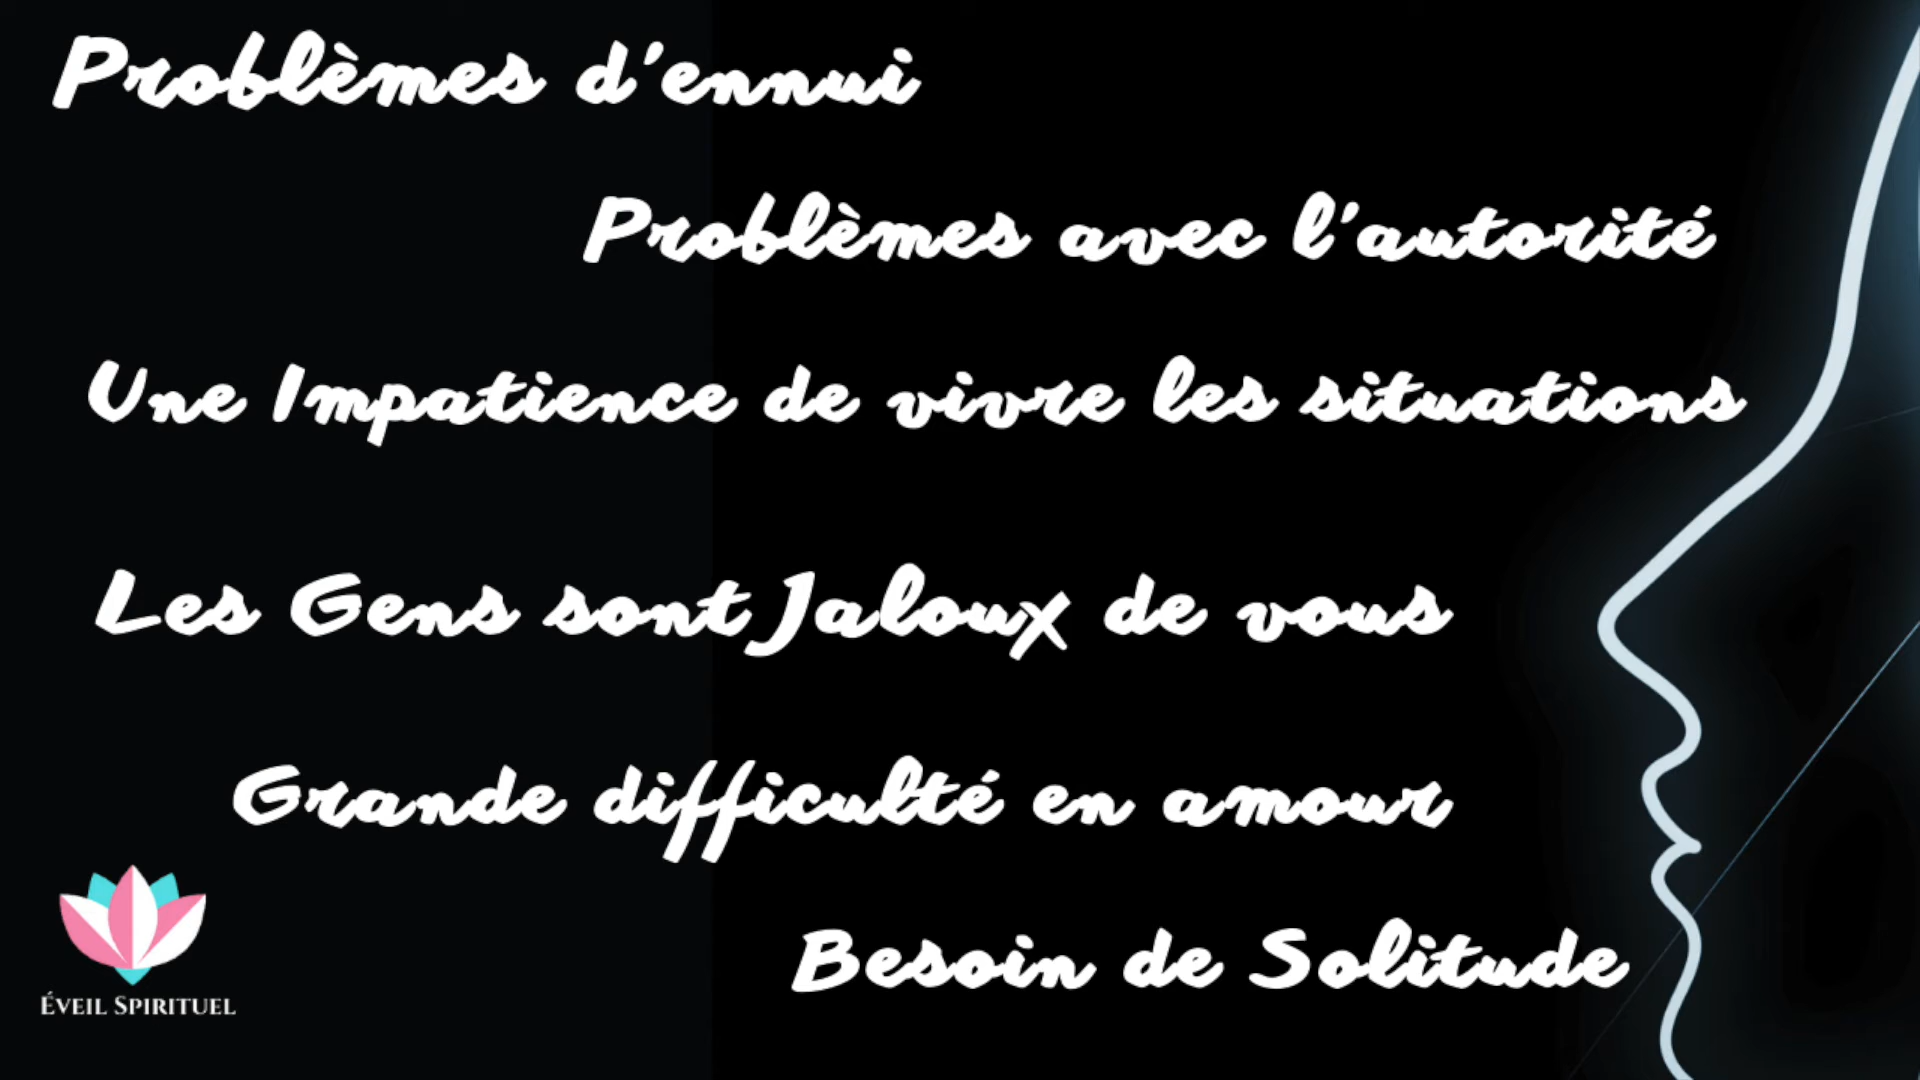 Problèmes d'ennui
Problèmes avec l'autorité
Une Impatience de vivre les situations
Les Gens sont Jaloux de vous
Grande difficulté en amour
Besoin de Solitude
ÉVEIL SPIRITUEL